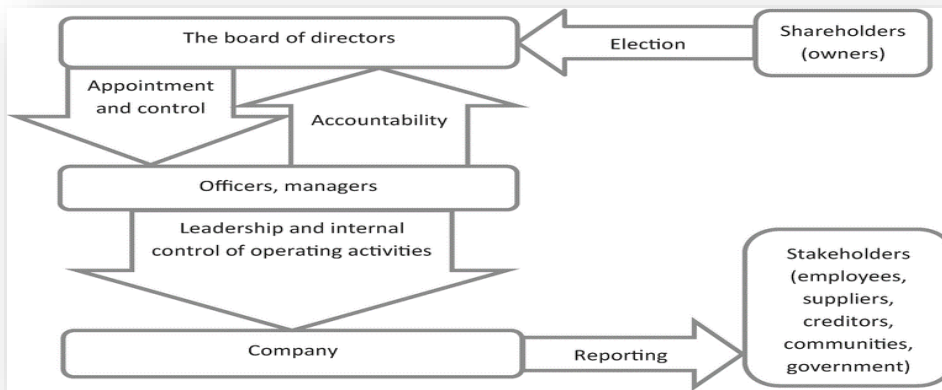 The board of directors
Election
Shareholders
(owners)
Appointment
and control
Accountability
Officers, managers
Leadership and internal
control of operating activities
Company
Reporting
Stakeholders
(employees,
suppliers,
creditors,
communities,
government)